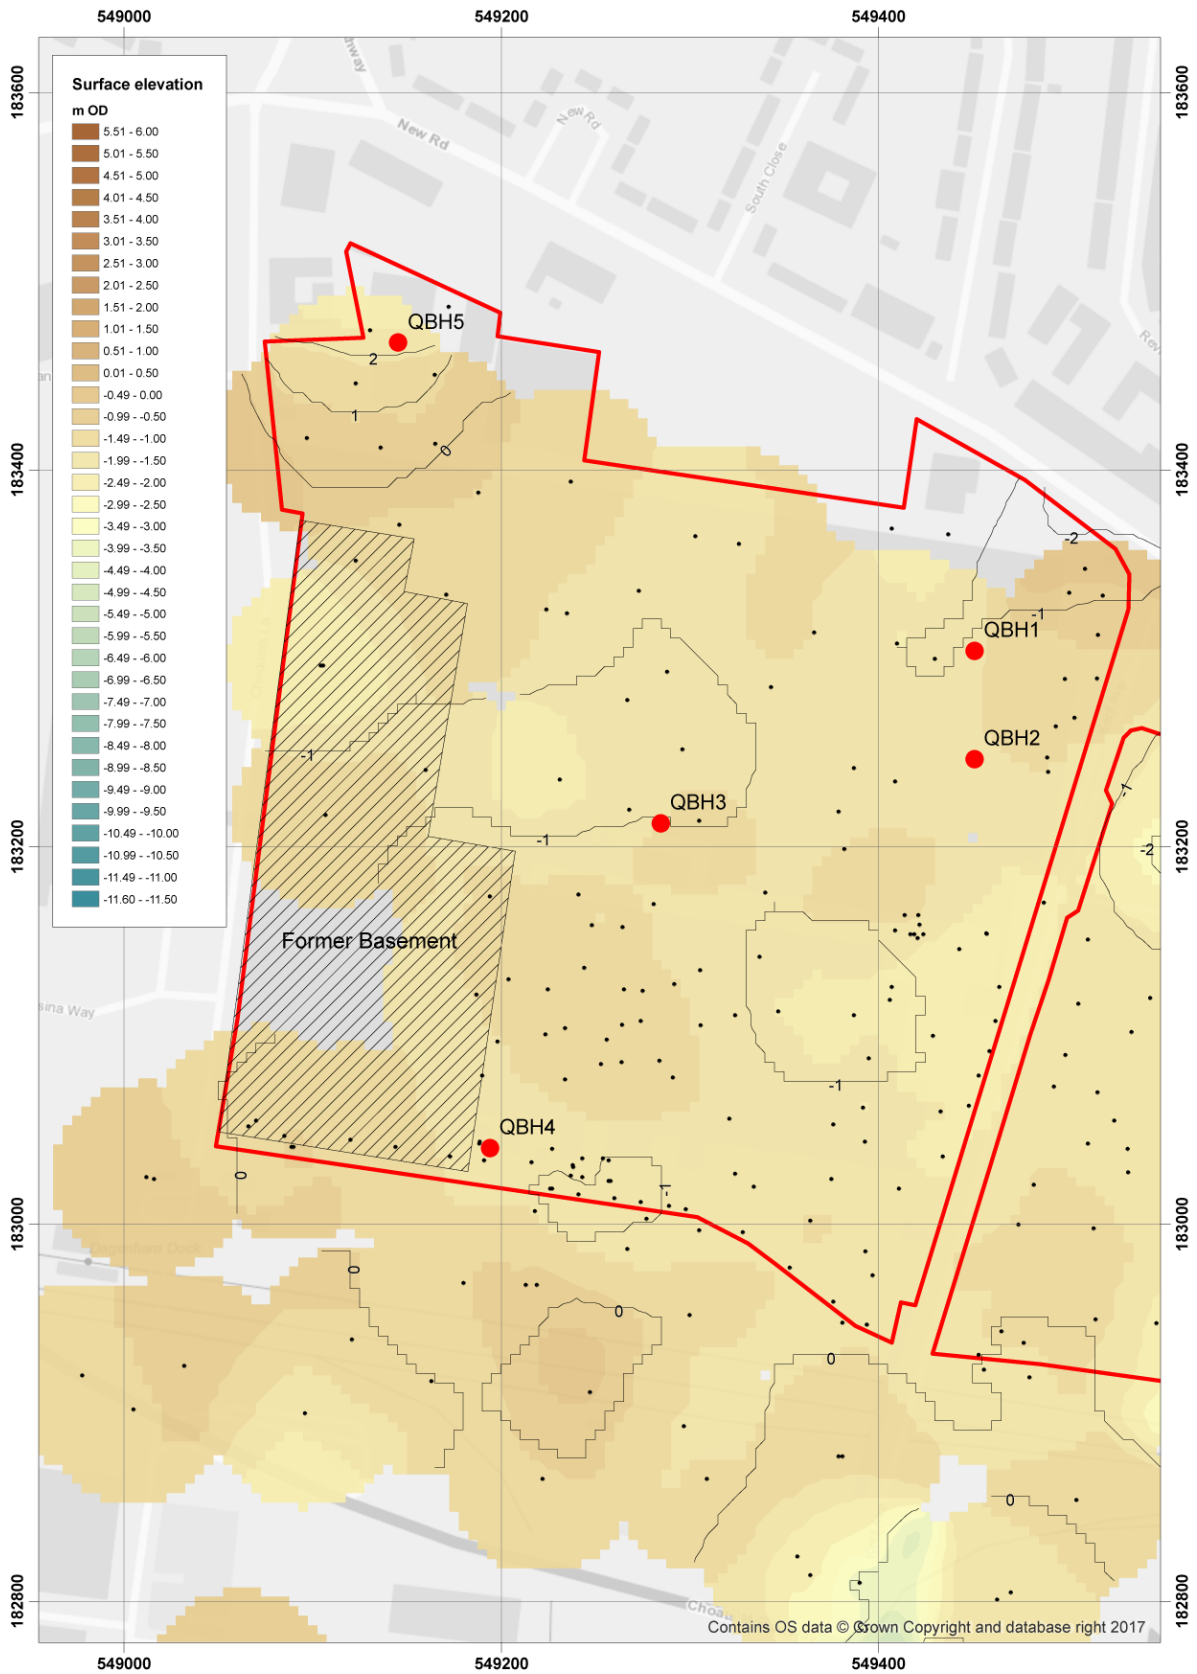 549000 549200 549400
183600 183600
Surface elevation
m OD
5.51 - 6.00
5.01 - 5.50
4.51 - 5.00
4.01 - 4.50
3.51 - 4.00
3.01 - 3.50
2.51 - 3.00
2.01 - 2.50
1.51 - 2.00
1.01 - 1.50
0.51 - 1.00
0.01 - 0.50
-0.49 - 0.00
-0.99 - -0.50
-1.49 - -1.00
-1.99 - -1.50
-2.49 - -2.00
-2.99 - -2.50
-3.49 - -3.00
-3.99 - -3.50
-4.49 - -4.00
-4.99 - -4.50
-5.49 - -5.00
-5.99 - -5.50
-6.49 - -6.00
-6.99 - -6.50
-7.49 - -7.00
-7.99 - -7.50
-8.49 - -8.00
-8.99 - -8.50
-9.49 - -9.00
-9.99 - -9.50
-10.49 - -10.00
-10.99 - -10.50
-11.49 - -11.00
-11.60 - -11.50
New Rd
New Rd
South Close
QBH5
2
1
0
183400 183400
-2
-1
QBH1
QBH2
-1
-1
QBH3
-1
-2
183200 183200
Former Basement
sina Way
-1
QBH4
-1
0
183000 183000
Dagenham Dock
0
0
0
0
182800 182800
Contains OS data © Crown Copyright and database right 2017
549000 549200 549400